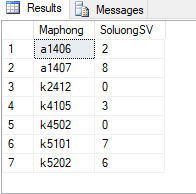 Results Messages
Maphong SoluongSV
1 a1406 2
2 a1407 8
3 k2412 0
4 k4105 3
5 k4502 0
6 k5101 7
7 k5202 6